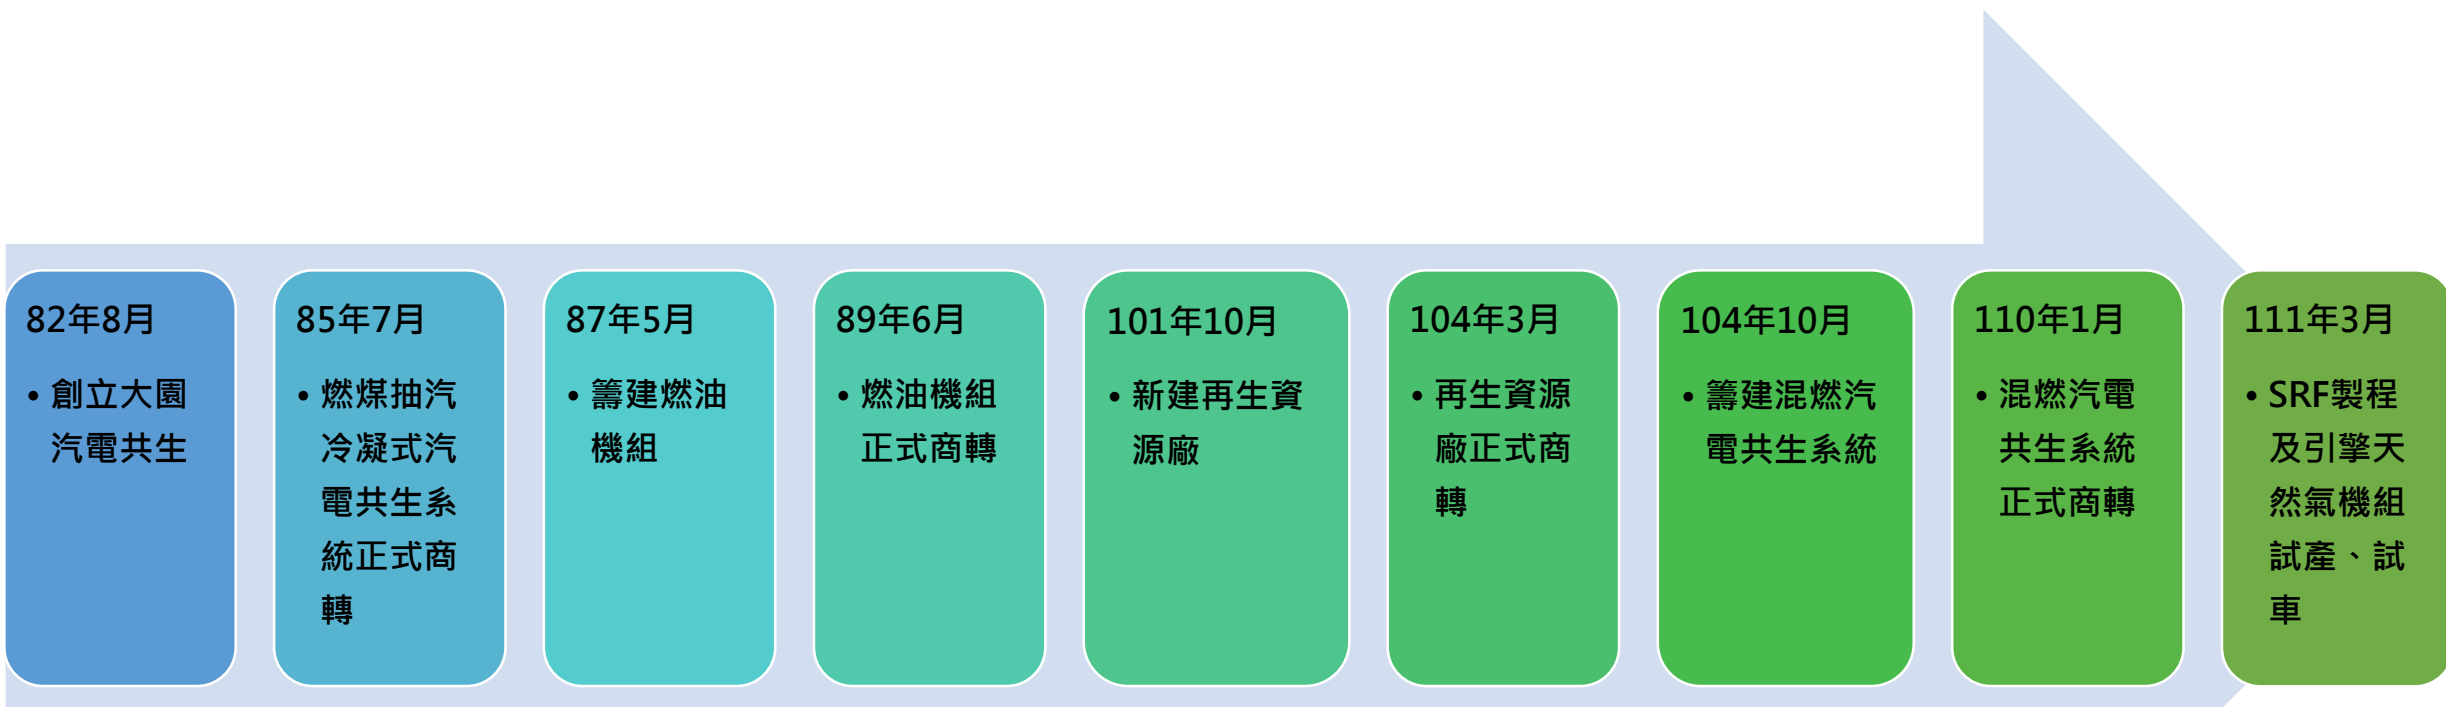 82年8月
• 創立大園
汽電共生
85年7月
• 燃煤抽汽
冷凝式汽
電共生系
統正式商
轉
87年5月
• 籌建燃油
機組
89年6月
• 燃油機組
正式商轉
101年10月
• 新建再生資
源廠
104年3月
• 再生資源
廠正式商
轉
104年10月
• 籌建混燃汽
電共生系統
110年1月
• 混燃汽電
共生系統
正式商轉
111年3月
• SRF製程
及引擎天
然氣機組
試產、試
車